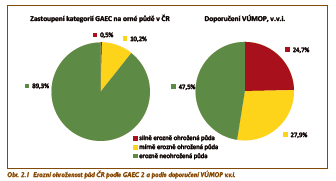 Zastoupení kategorií GAEC na orné půdě v ČR
Doporučení VÚMOP, v.v.i.
0,5%
10,2%
89,3%
24,7%
47,5%
27,9%
silně erozně ohrožená půda
mírně erozně ohrožená půda
erozně neohrožená půda
Obr. 2.1 Erozní ohroženost půd ČR podle GAEC 2 a podle doporučení VÚMOP v.v.i.